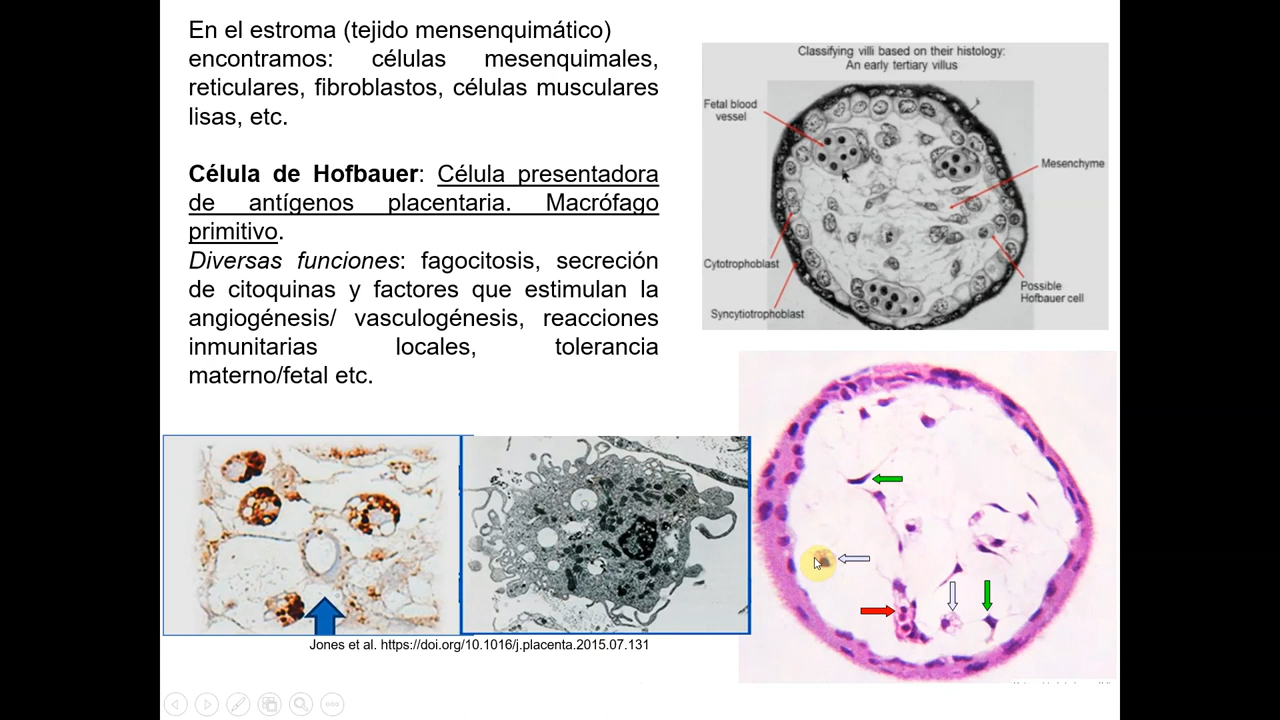 En el estroma (tejido mensenquimático)
encontramos: células mesenquimales,
reticulares, fibroblastos, células musculares
lisas, etc.
Célula de Hofbauer: Célula presentadora
de antígenos placentaria. Macrófago
primitivo.
Diversas funciones: fagocitosis, secreción
de citoquinas y factores que estimulan la
angiogénesis/ vasculogénesis, reacciones
inmunitarias locales, tolerancia
materno/fetal etc.
Classifying villi based on their histology:
An early tertiary villus
Fetal blood
vessel
Mesenchyme
Cytotrophoblast
Possible
Hofbauer cell
Syncytiotrophoblast
Jones et al. https://doi.org/10.1016/j.placenta.2015.07.131